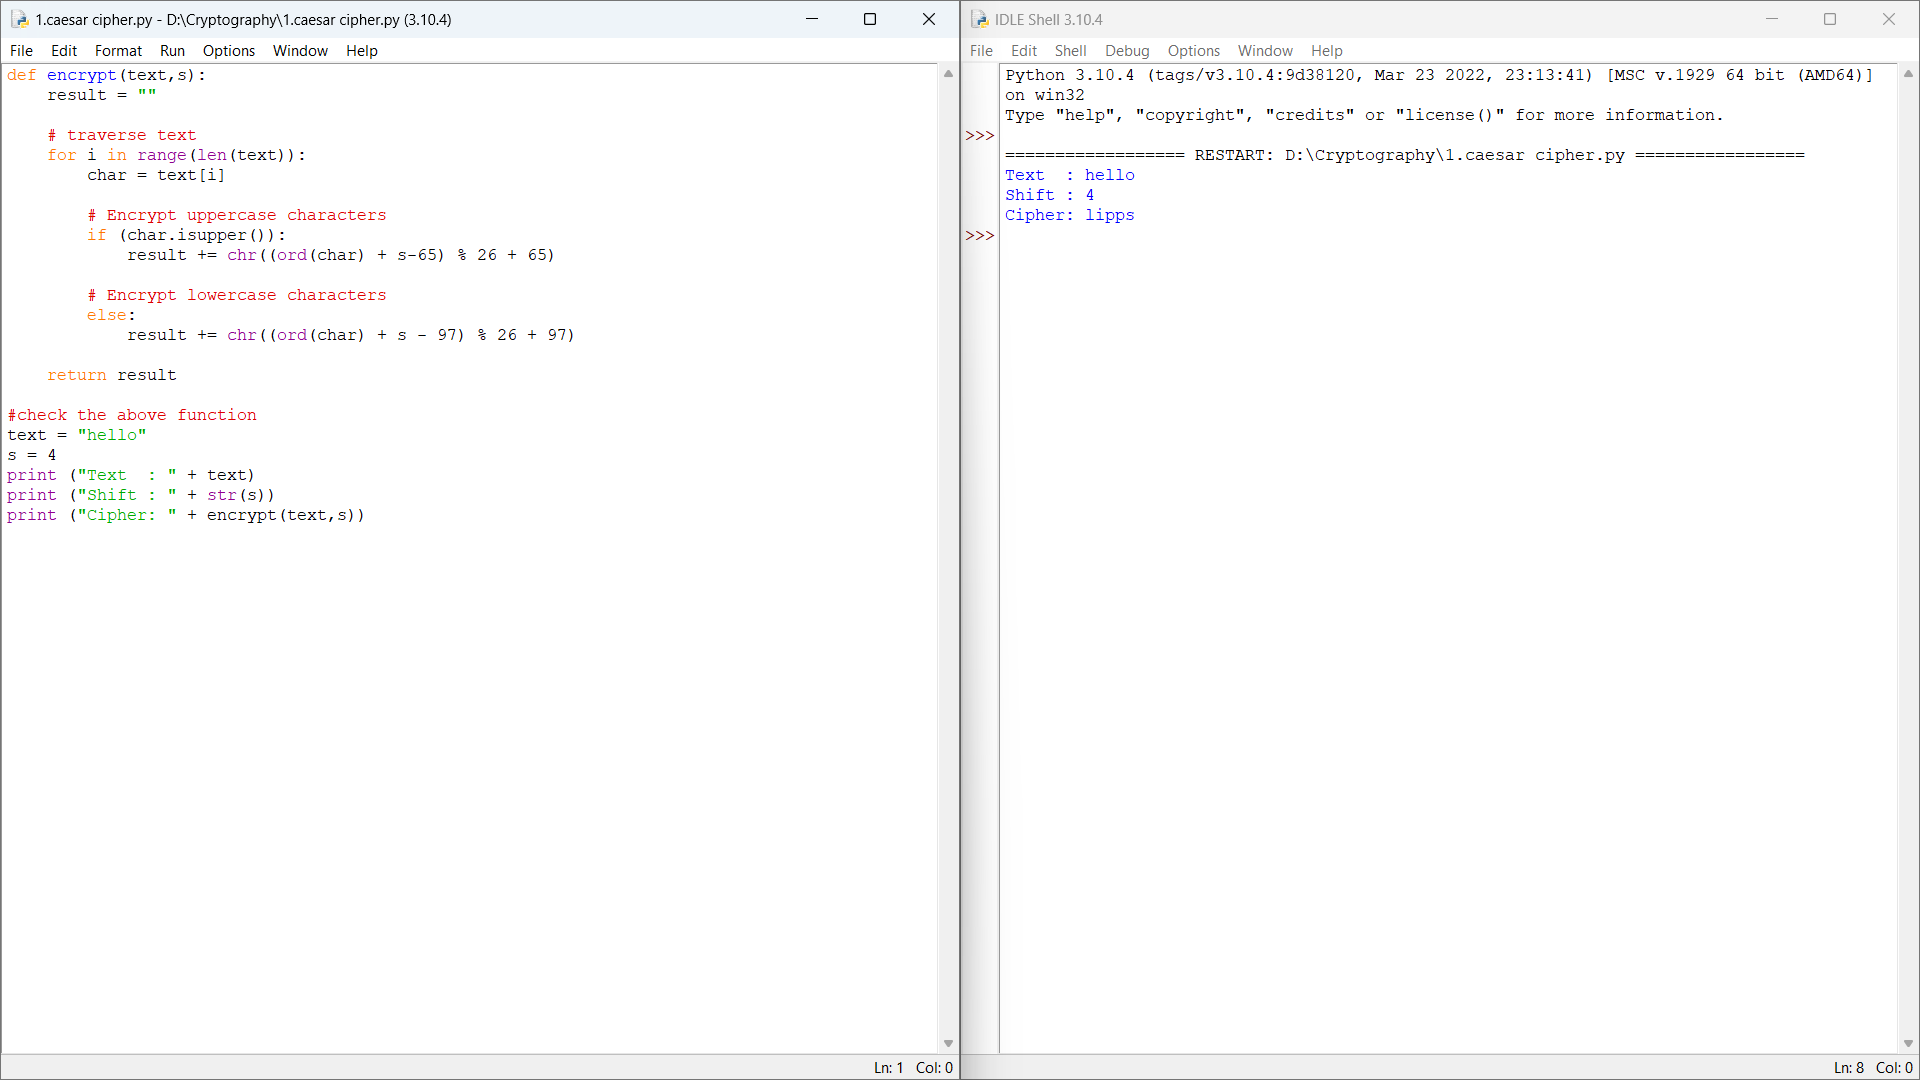 1.caesar cipher.py - D:\Cryptography\1.caesar cipher.py (3.10.4)
File Edit Format Run Options Window Help
def encrypt(text,s):
    result = ""

    # traverse text
    for i in range(len(text)):
        char = text[i]

        # Encrypt uppercase characters
        if (char.isupper()):
            result += chr((ord(char) + s-65) % 26 + 65)

        # Encrypt lowercase characters
        else:
            result += chr((ord(char) + s - 97) % 26 + 97)

    return result

#check the above function
text = "hello"
s = 4
print ("Text  : " + text)
print ("Shift : " + str(s))
print ("Cipher: " + encrypt(text,s))
Ln: 1 Col: 0
IDLE Shell 3.10.4
File Edit Shell Debug Options Window Help
Python 3.10.4 (tags/v3.10.4:9d38120, Mar 23 2022, 23:13:41) [MSC v.1929 64 bit (AMD64)]
on win32
Type "help", "copyright", "credits" or "license()" for more information.
>>>
================== RESTART: D:\Cryptography\1.caesar cipher.py =================
Text  : hello
Shift : 4
Cipher: lipps
>>>
Ln: 8 Col: 0